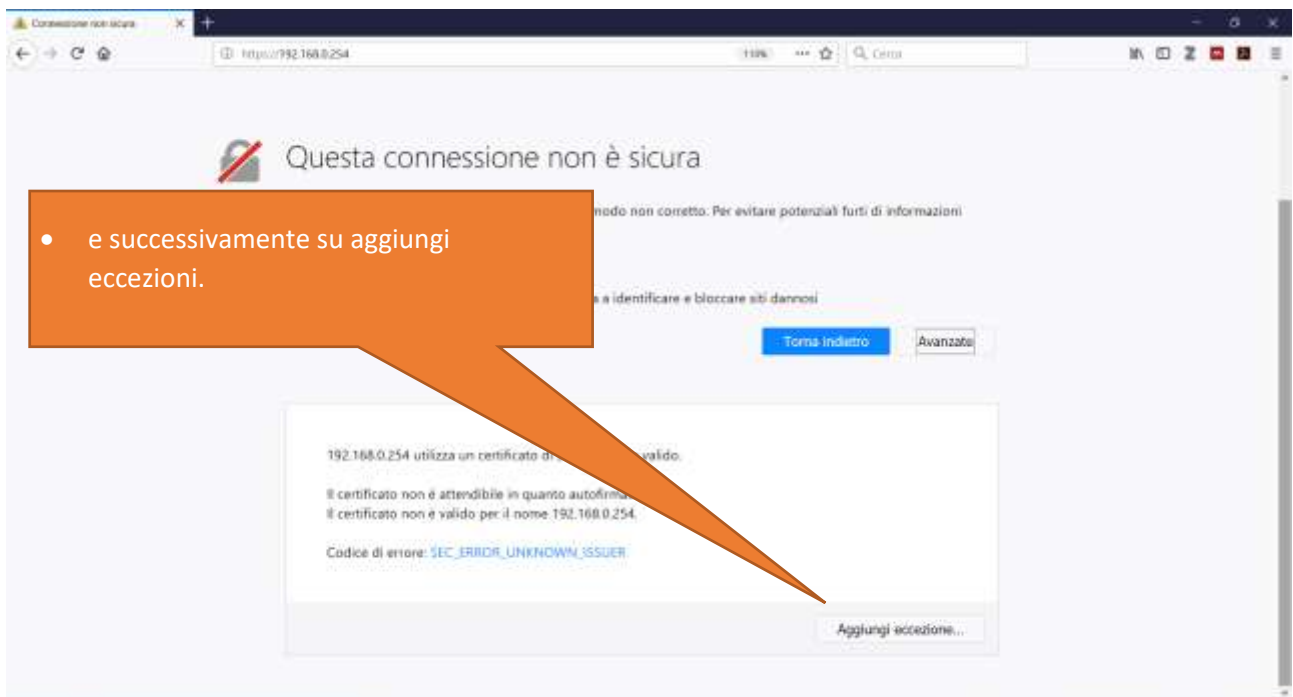 Connessione non sicura
https://192.168.0.254
110%
Cerca
Questa connessione non è sicura
modo non corretto. Per evitare potenziali furti di informazioni
• e successivamente su aggiungi
eccezioni.
a identificare e bloccare siti dannosi
Torna indietro
Avanzate
192.168.0.254 utilizza un certificato di valido.
Il certificato non è attendibile in quanto autofirma
Il certificato non è valido per il nome 192.168.0.254.
Codice di errore: SEC_ERROR_UNKNOWN_ISSUER
Aggiungi eccezione...